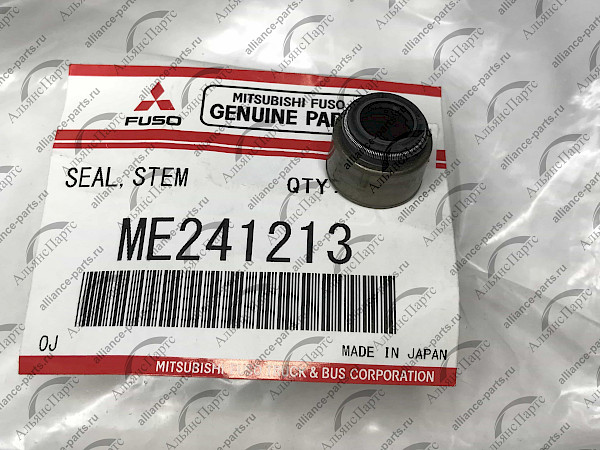 FUSO
MITSUBISHI FUSO
GENUINE PAR
SEAL, STEM
QTY
ME241213
OJ
MADE IN JAPAN
MITSUBISHI TRUCK & BUS CORPORATION
alliance-parts.ru
АльянсПартс